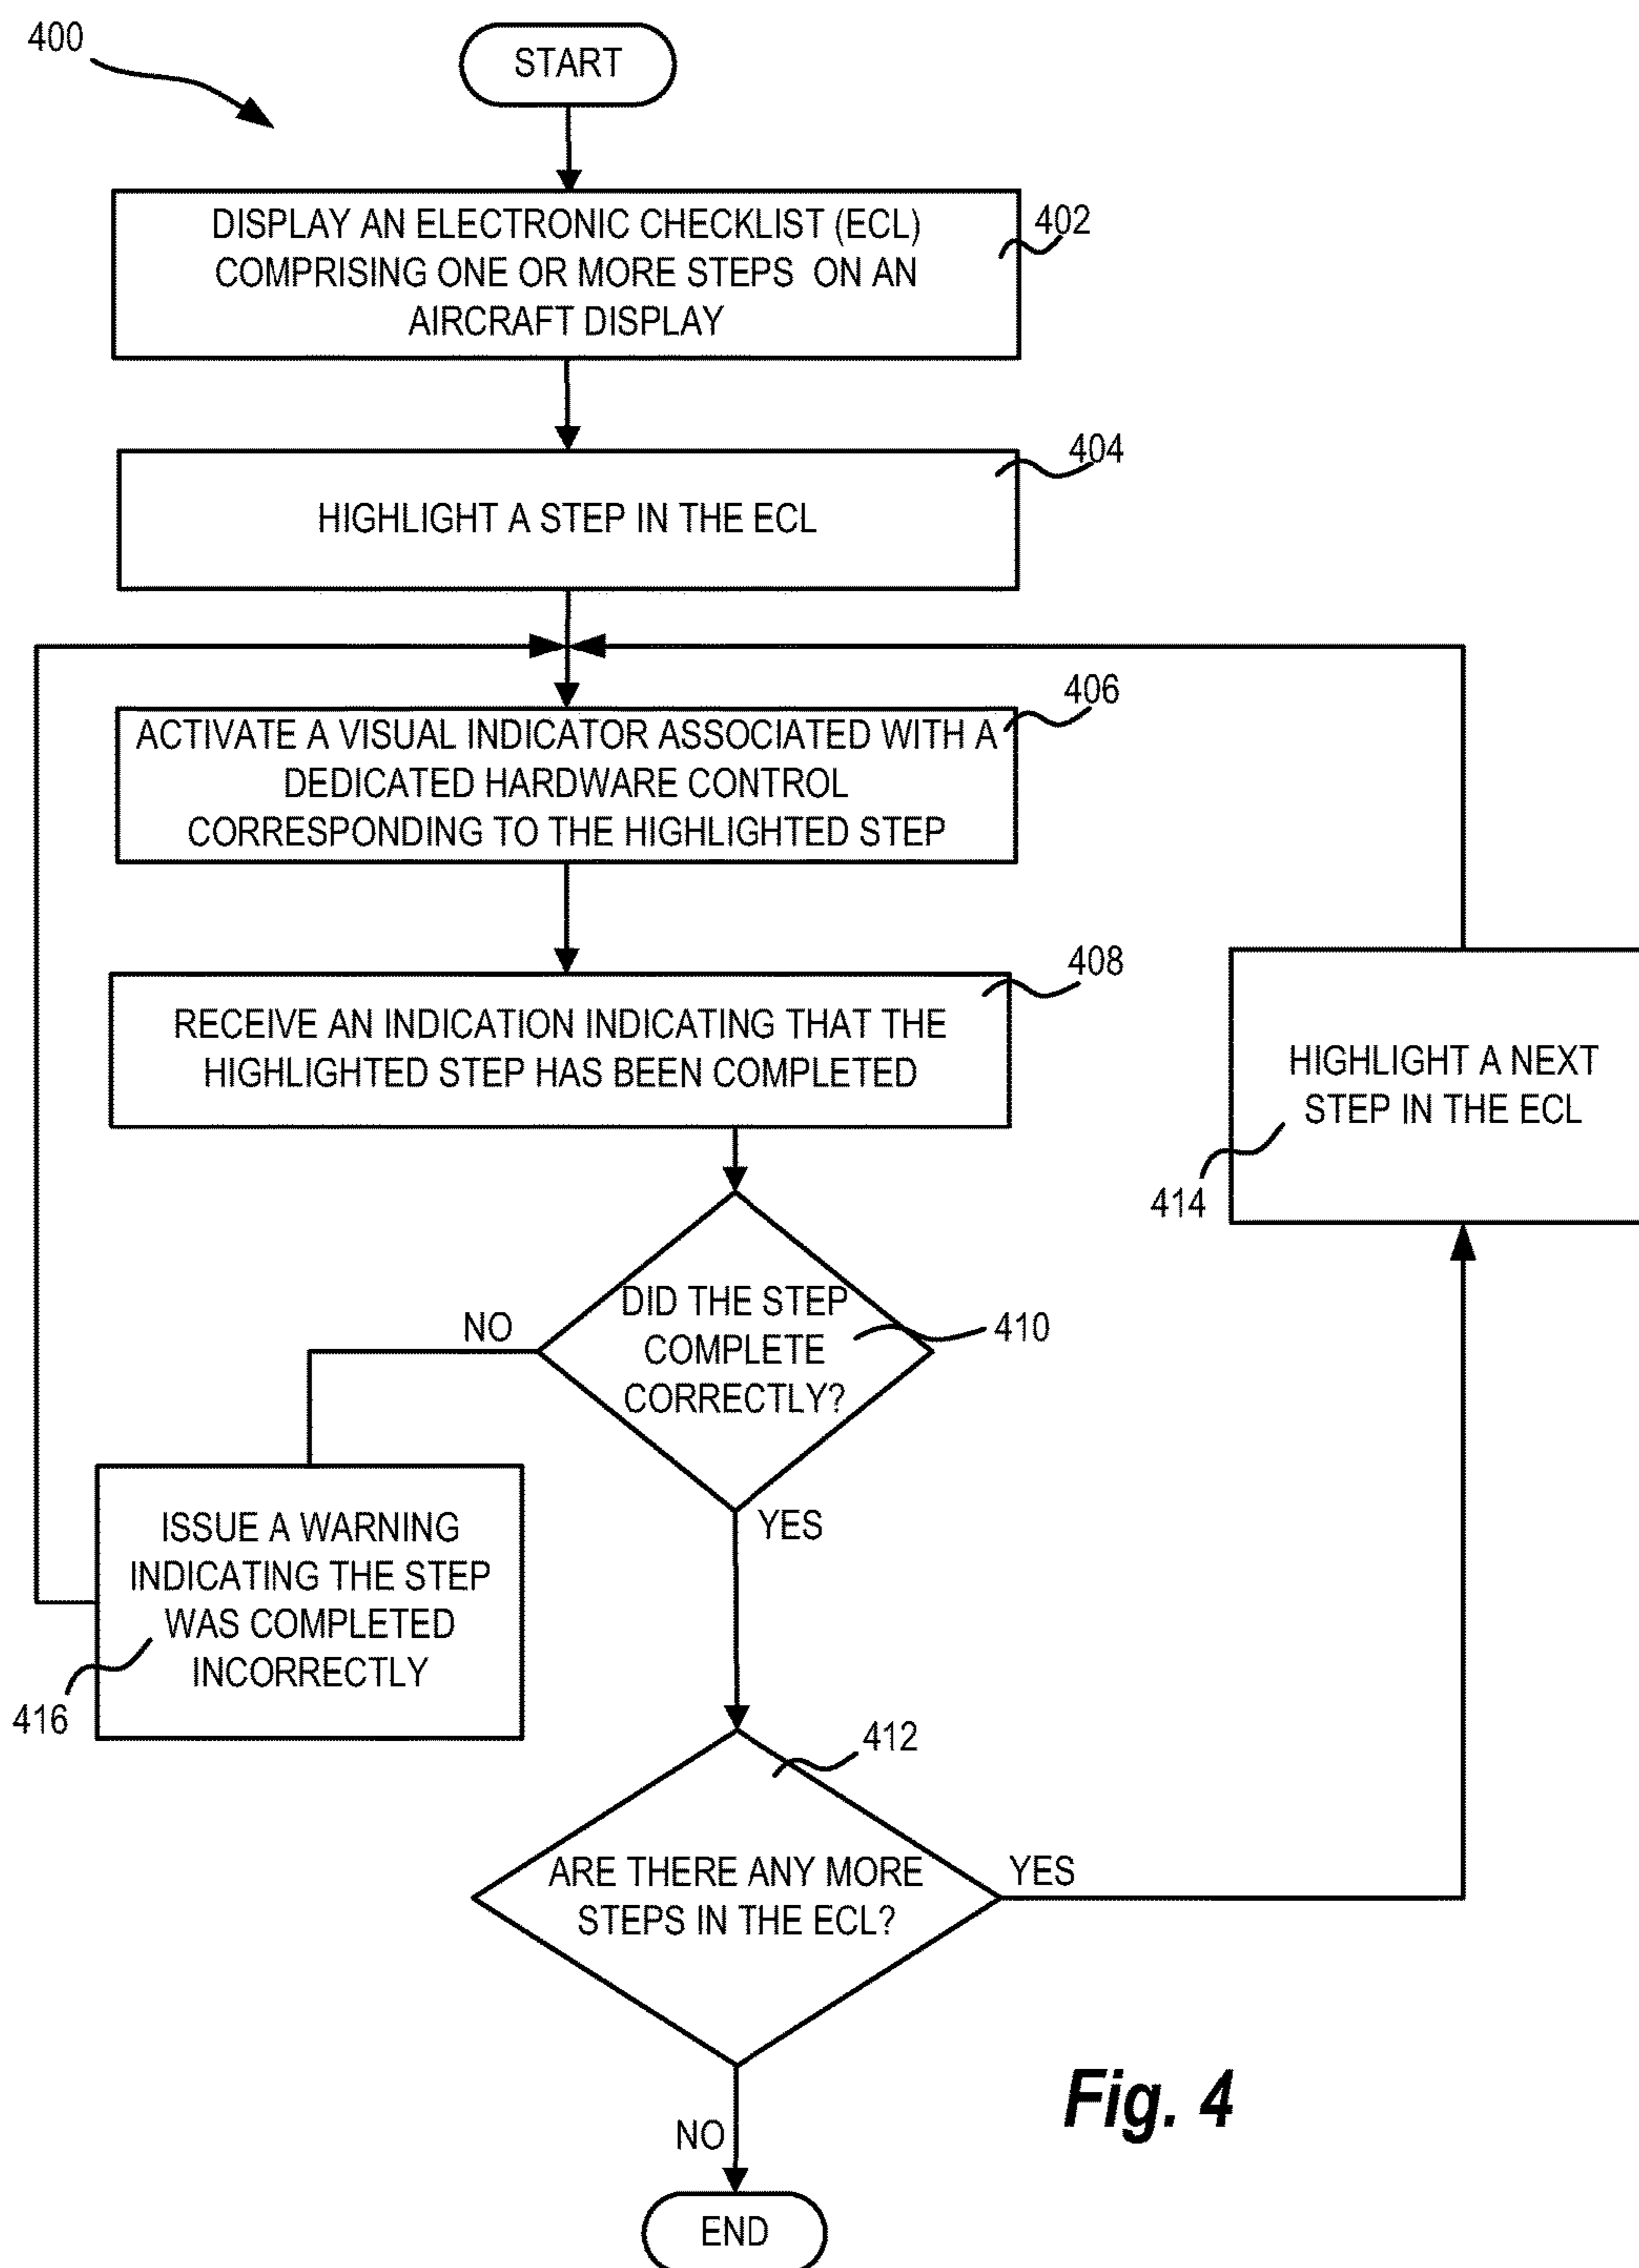 400
START
DISPLAY AN ELECTRONIC CHECKLIST (ECL)
COMPRISING ONE OR MORE STEPS ON AN
AIRCRAFT DISPLAY
402
404
HIGHLIGHT A STEP IN THE ECL
406
ACTIVATE A VISUAL INDICATOR ASSOCIATED WITH A
DEDICATED HARDWARE CONTROL
CORRESPONDING TO THE HIGHLIGHTED STEP
408
RECEIVE AN INDICATION INDICATING THAT THE
HIGHLIGHTED STEP HAS BEEN COMPLETED
HIGHLIGHT A NEXT
STEP IN THE ECL
414
DID THE STEP
COMPLETE
CORRECTLY?
410
NO
YES
ISSUE A WARNING
INDICATING THE STEP
WAS COMPLETED
INCORRECTLY
416
412
ARE THERE ANY MORE
STEPS IN THE ECL?
YES
NO
END
Fig. 4